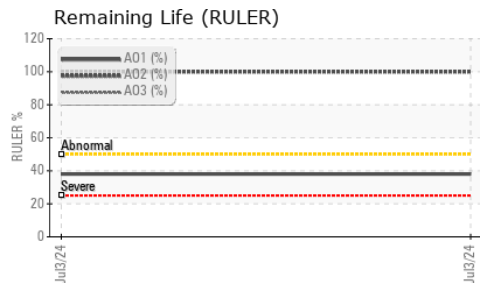 Remaining Life (RULER)
120
100
80
60
40
20
0
RULER %
AO1 (%)
AO2 (%)
AO3 (%)
Abnormal
Severe
Jul3/24
Jul3/24